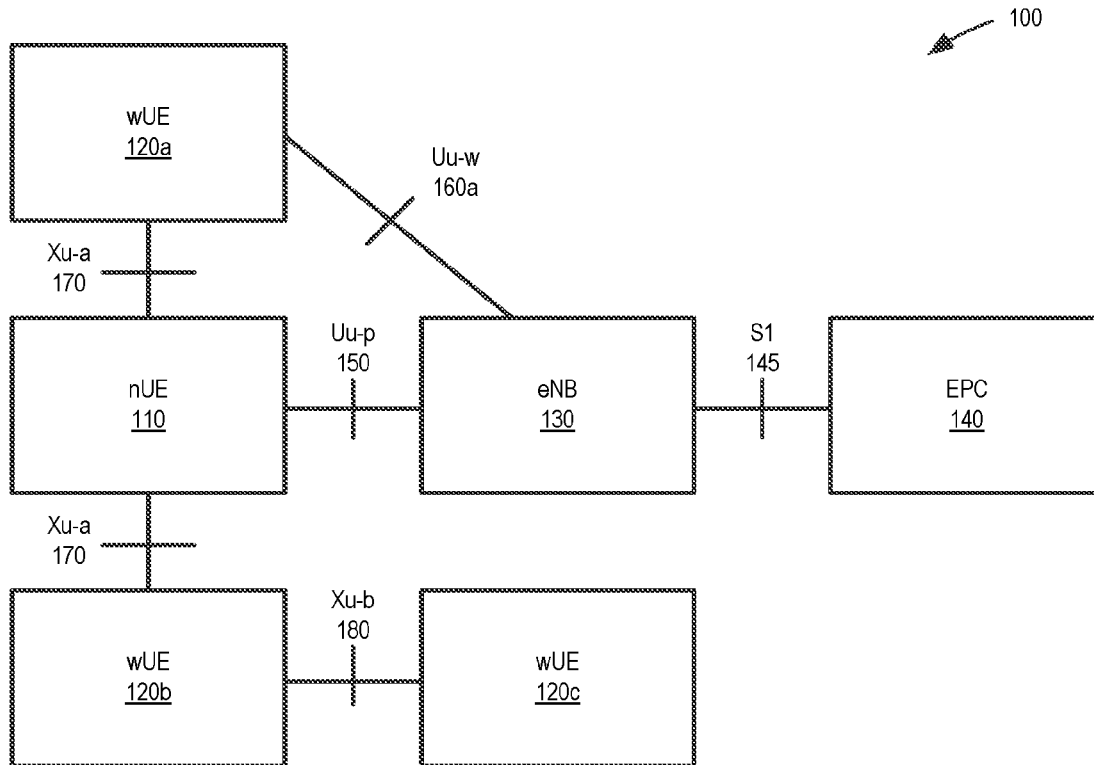 100
wUE
120a
Uu-w
160a
Xu-a
170
nUE
110
Uu-p
150
eNB
130
S1
145
EPC
140
Xu-a
170
wUE
120b
Xu-b
180
wUE
120c